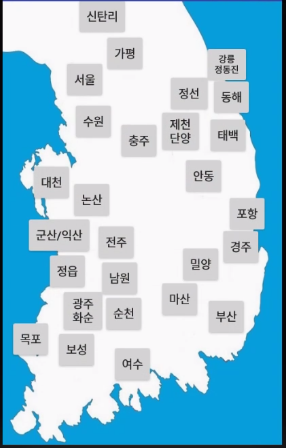 신탄리
가평
강릉
정동진
서울
정선
동해
수원
제천
단양
태백
충주
안동
대천
논산
포항
군산/익산
전주
경주
밀양
정읍
남원
마산
광주
화순
순천
부산
목포
보성
여수